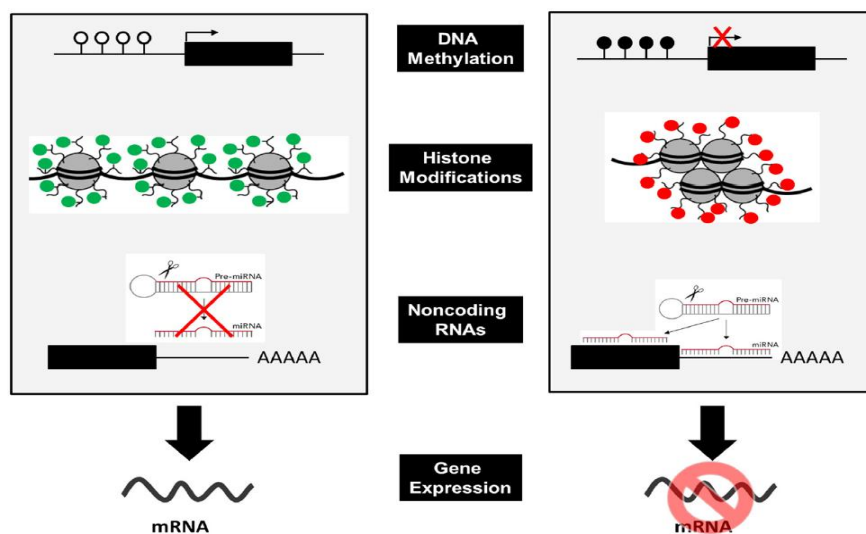 DNA
Methylation
Histone
Modifications
Pre-miRNA
miRNA
AAAAA
Noncoding
RNAs
Pre-miRNA
miRNA
AAAAA
mRNA
Gene
Expression
mRNA